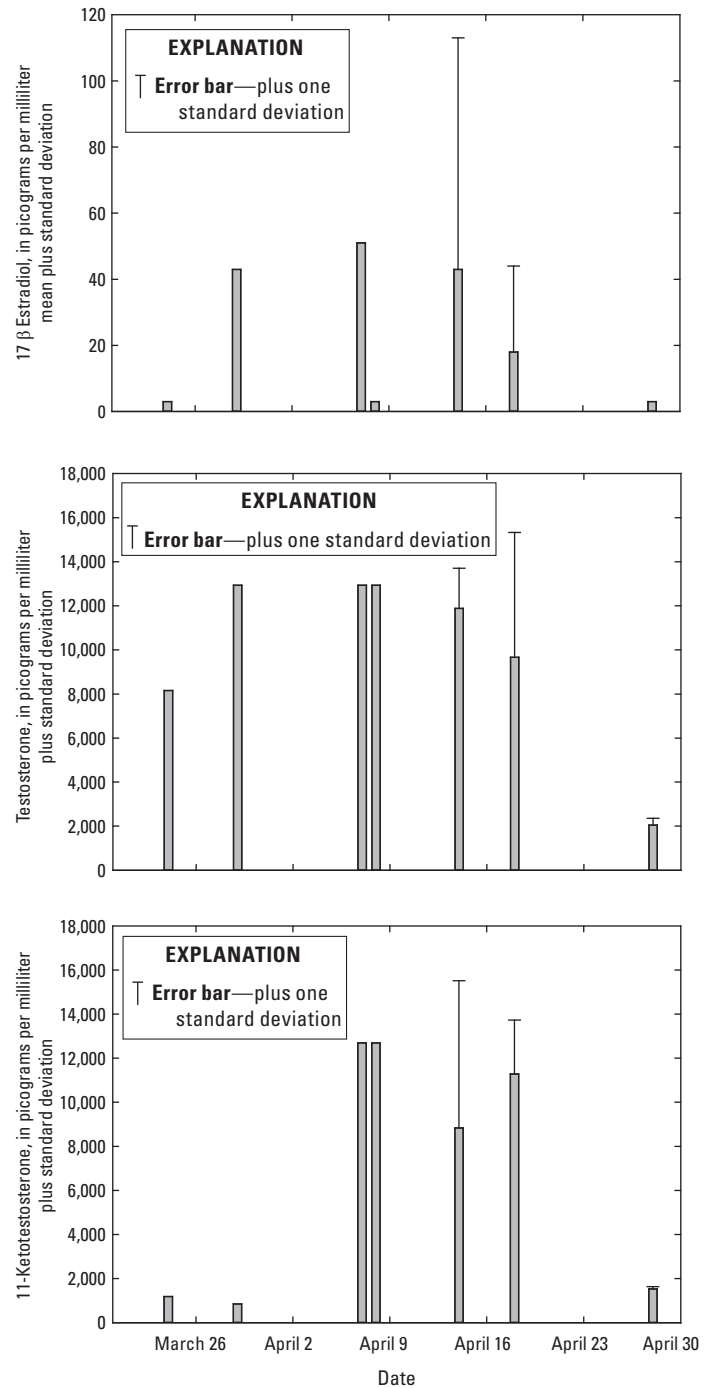 120
100
80
60
40
20
0
17 β Estradiol, in picograms per milliliter
mean plus standard deviation
EXPLANATION
Error bar—plus one
standard deviation
18,000
16,000
14,000
12,000
10,000
8,000
6,000
4,000
2,000
0
Testosterone, in picograms per milliliter
plus standard deviation
EXPLANATION
Error bar—plus one standard deviation
18,000
16,000
14,000
12,000
10,000
8,000
6,000
4,000
2,000
0
11-Ketotestosterone, in picograms per milliliter
plus standard deviation
EXPLANATION
Error bar—plus one
standard deviation
March 26 April 2 April 9 April 16 April 23 April 30
Date